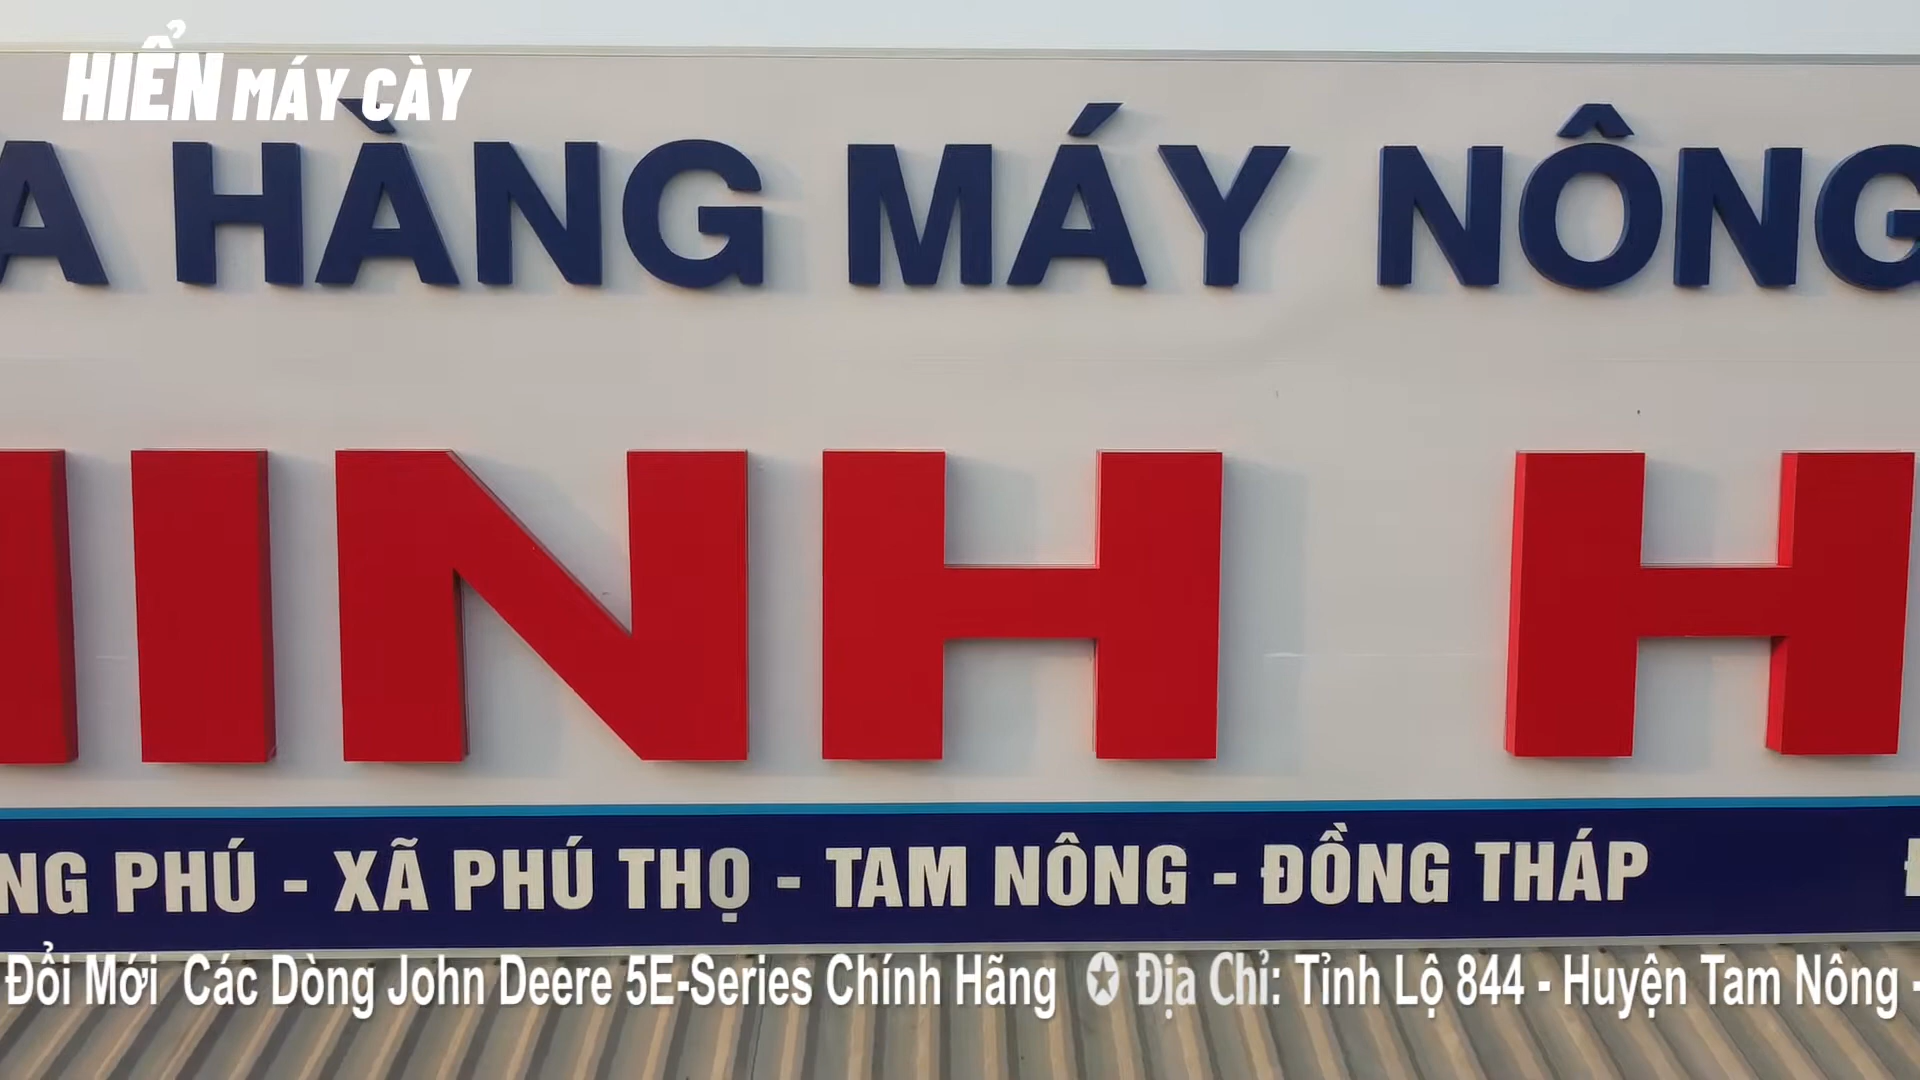 HIỂN MÁY CÀY
A HÀNG MÁY NÔNG
INH H
NG PHÚ - XÃ PHÚ THỌ - TAM NÔNG - ĐỒNG THÁP
Đổi Mới Các Dòng John Deere 5E-Series Chính Hãng ✪ Địa Chỉ: Tỉnh Lộ 844 - Huyện Tam Nông -